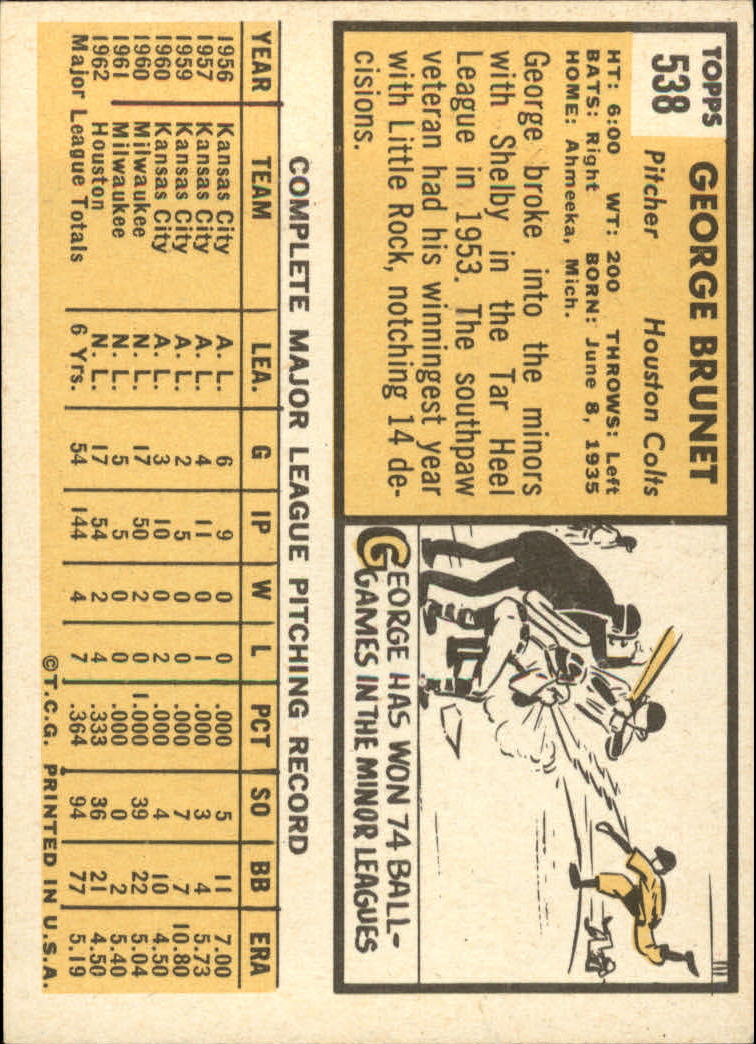 TOPPS
538
GEORGE BRUNET
Pitcher Houston Colts
HT: 6:00 WT: 200 THROWS: Left
BATS: Right BORN: June 8, 1935
HOME: Ahmeeka, Mich.
George broke into the minors
with Shelby in the Tar Heel
League in 1953. The southpaw
veteran had his winningest year
with Little Rock, notching 14 de-
cisions.
GEORGE HAS WON 74 BALL-
GAMES IN THE MINOR LEAGUES
COMPLETE MAJOR LEAGUE PITCHING RECORD
YEAR TEAM LEA. G IP W L PCT SO BB ERA
1956 Kansas City A. L. 6 9 0 0 .000 5 11 7.00
1957 Kansas City A. L. 4 11 0 1 .000 3 4 5.73
1959 Kansas City A. L. 2 5 0 0 .000 7 7 10.80
1960 Kansas City A. L. 3 10 0 2 .000 4 10 4.50
1960 Milwaukee N. L. 17 50 2 0 1.000 39 22 5.04
1961 Milwaukee N. L. 5 5 0 0 .000 0 2 5.40
1962 Houston N. L. 17 54 2 4 .333 36 21 4.50
Major League Totals 6 Yrs. 54 144 4 7 .364 94 77 5.19
©T.C.G. PRINTED IN U.S.A.